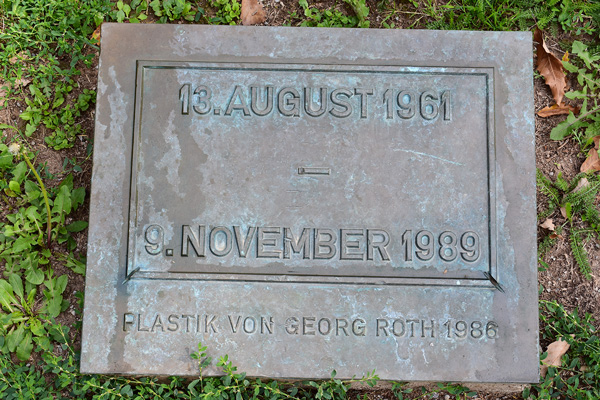 13. AUGUST 1961
–
9. NOVEMBER 1989
PLASTIK VON GEORG ROTH 1986